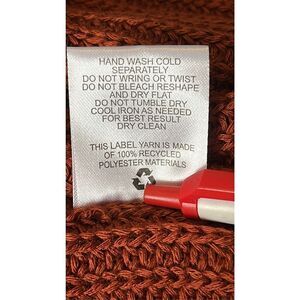 HAND WASH COLD
SEPARATELY
DO NOT WRING OR TWIST
DO NOT BLEACH RESHAPE
AND DRY FLAT
DO NOT TUMBLE DRY
COOL IRON AS NEEDED
FOR BEST RESULT
DRY CLEAN
THIS LABEL YARN IS MADE
OF 100% RECYCLED
POLYESTER MATERIALS